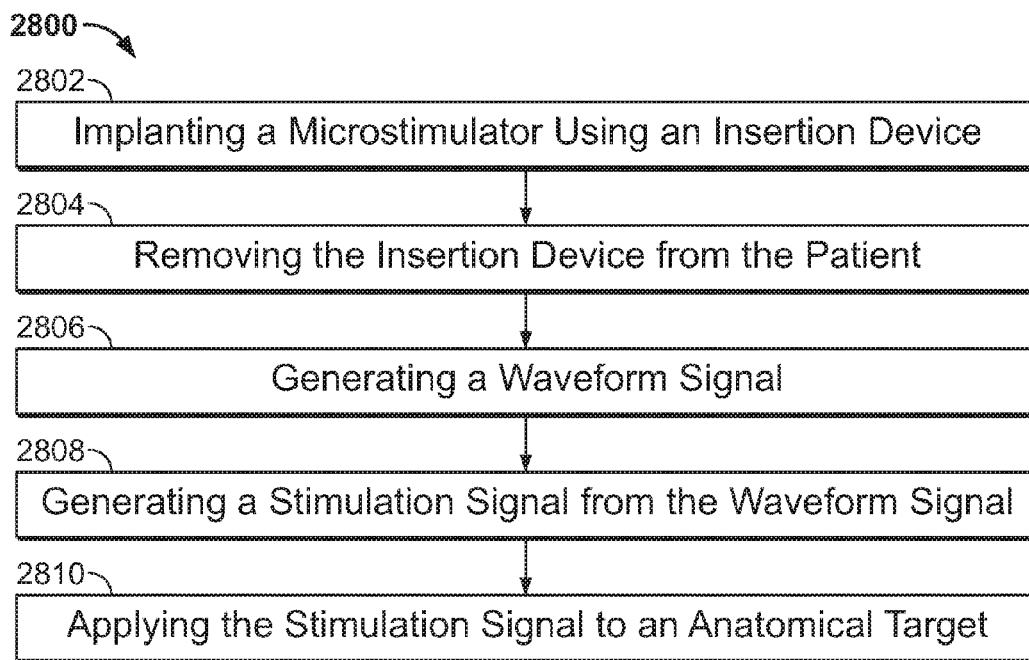 2800
2802
Implanting a Microstimulator Using an Insertion Device
2804
Removing the Insertion Device from the Patient
2806
Generating a Waveform Signal
2808
Generating a Stimulation Signal from the Waveform Signal
2810
Applying the Stimulation Signal to an Anatomical Target